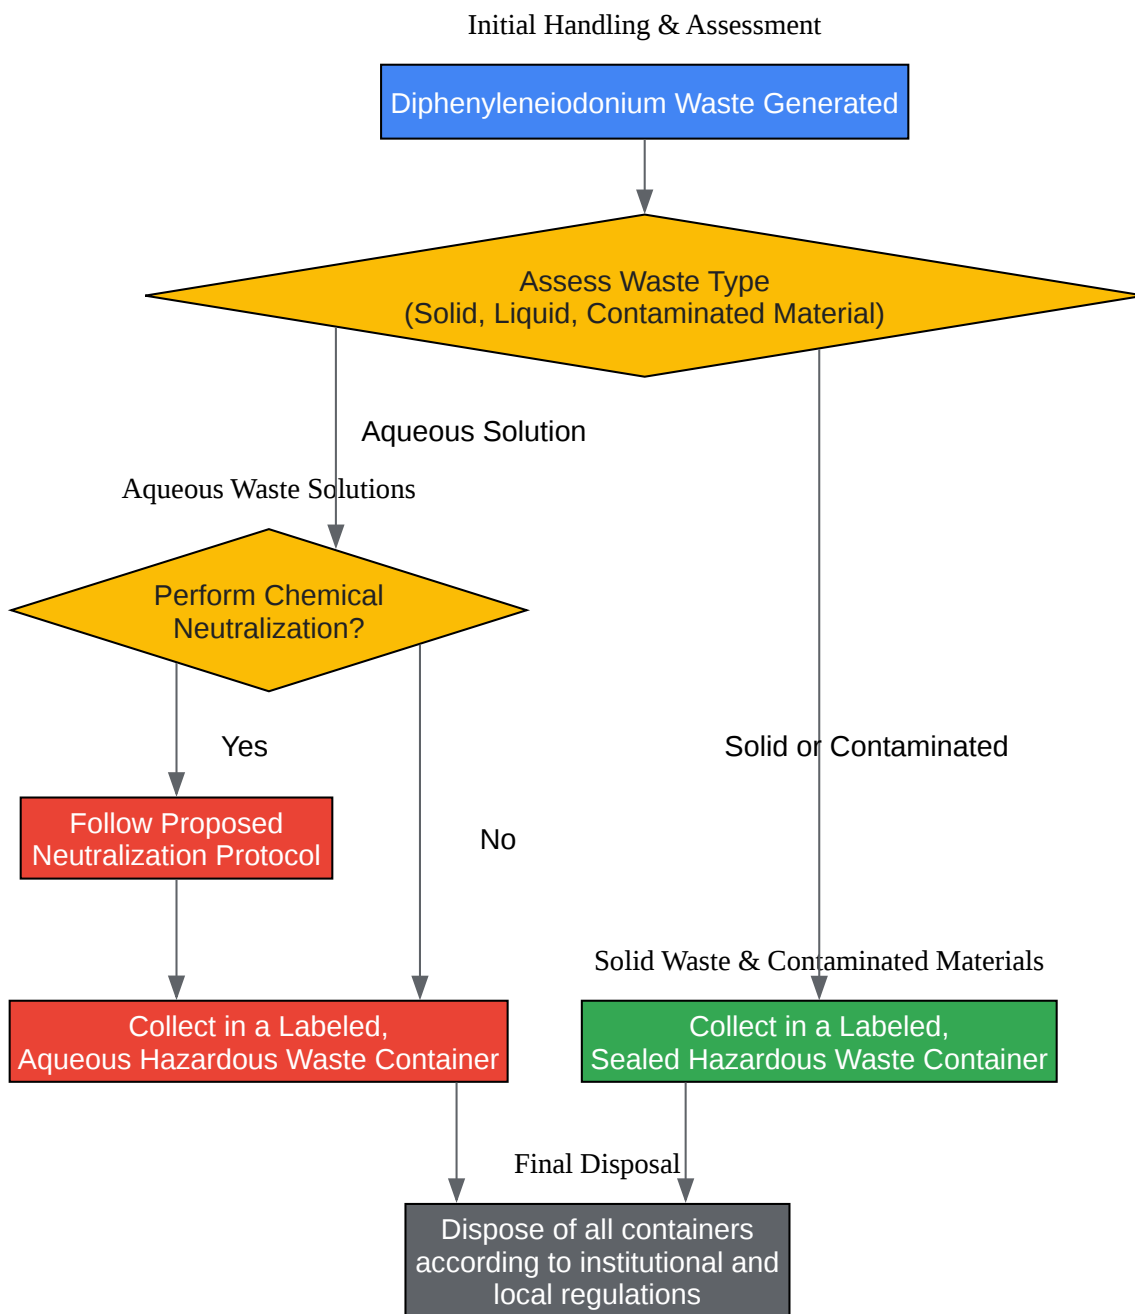 Initial Handling & Assessment
Diphenyleneiodonium Waste Generated
Assess Waste Type
(Solid, Liquid, Contaminated Material)
Aqueous Solution
Aqueous Waste Solutions
Perform Chemical
Neutralization?
Yes
Solid or Contaminated
Follow Proposed
Neutralization Protocol
No
Solid Waste & Contaminated Materials
Collect in a Labeled,
Aqueous Hazardous Waste Container
Collect in a Labeled,
Sealed Hazardous Waste Container
Final Disposal
Dispose of all containers
according to institutional and
local regulations